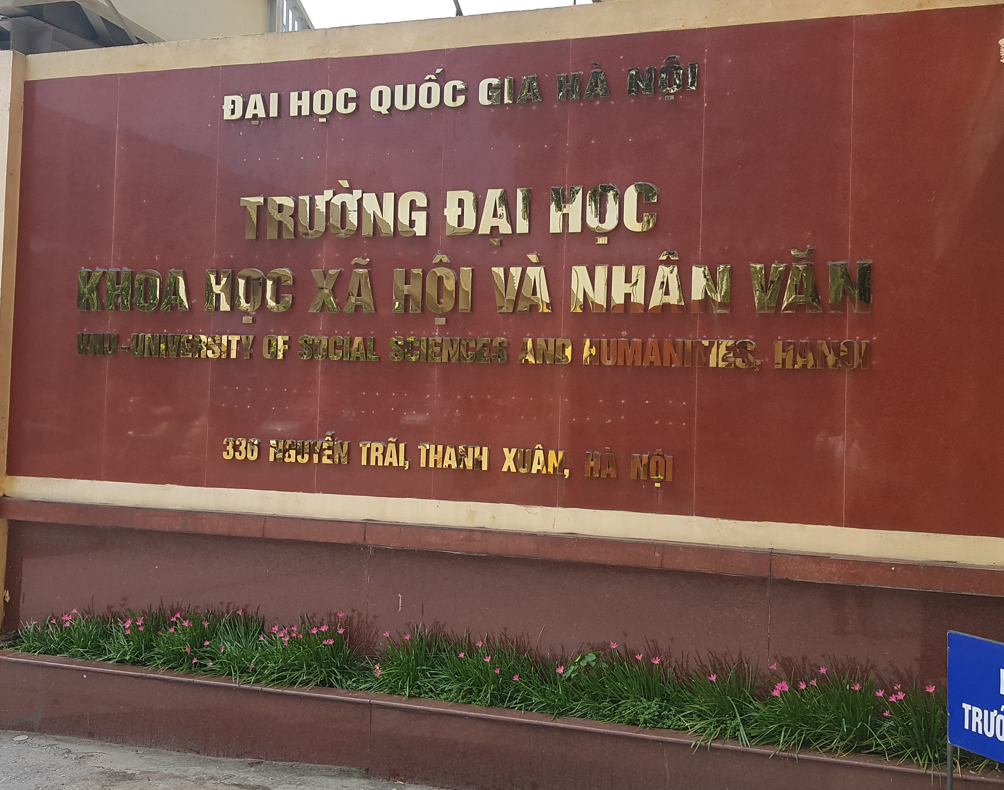 ĐẠI HỌC QUỐC GIA HÀ NỘI
TRƯỜNG ĐẠI HỌC
KHOA HỌC XÃ HỘI VÀ NHÂN VĂN
VNU-UNIVERSITY OF SOCIAL SCIENCES AND HUMANITIES, HANOI
336 NGUYỄN TRÃI, THANH XUÂN, HÀ NỘI